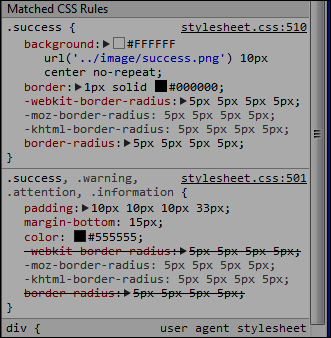 Matched CSS Rules
.success {
stylesheet.css:510
background: #FFFFFF
url('../image/success.png') 10px
center no-repeat;
border: 1px solid #000000;
-webkit-border-radius: 5px 5px 5px 5px;
-moz-border-radius: 5px 5px 5px 5px;
-khtml-border-radius: 5px 5px 5px 5px;
border-radius: 5px 5px 5px 5px;
}
.success, .warning,
stylesheet.css:501
.attention, .information {
padding: 10px 10px 10px 33px;
margin-bottom: 15px;
color: #555555;
-webkit-border-radius: 5px 5px 5px 5px;
-moz-border-radius: 5px 5px 5px 5px;
-khtml-border-radius: 5px 5px 5px 5px;
border-radius: 5px 5px 5px 5px;
}
div {
user agent stylesheet